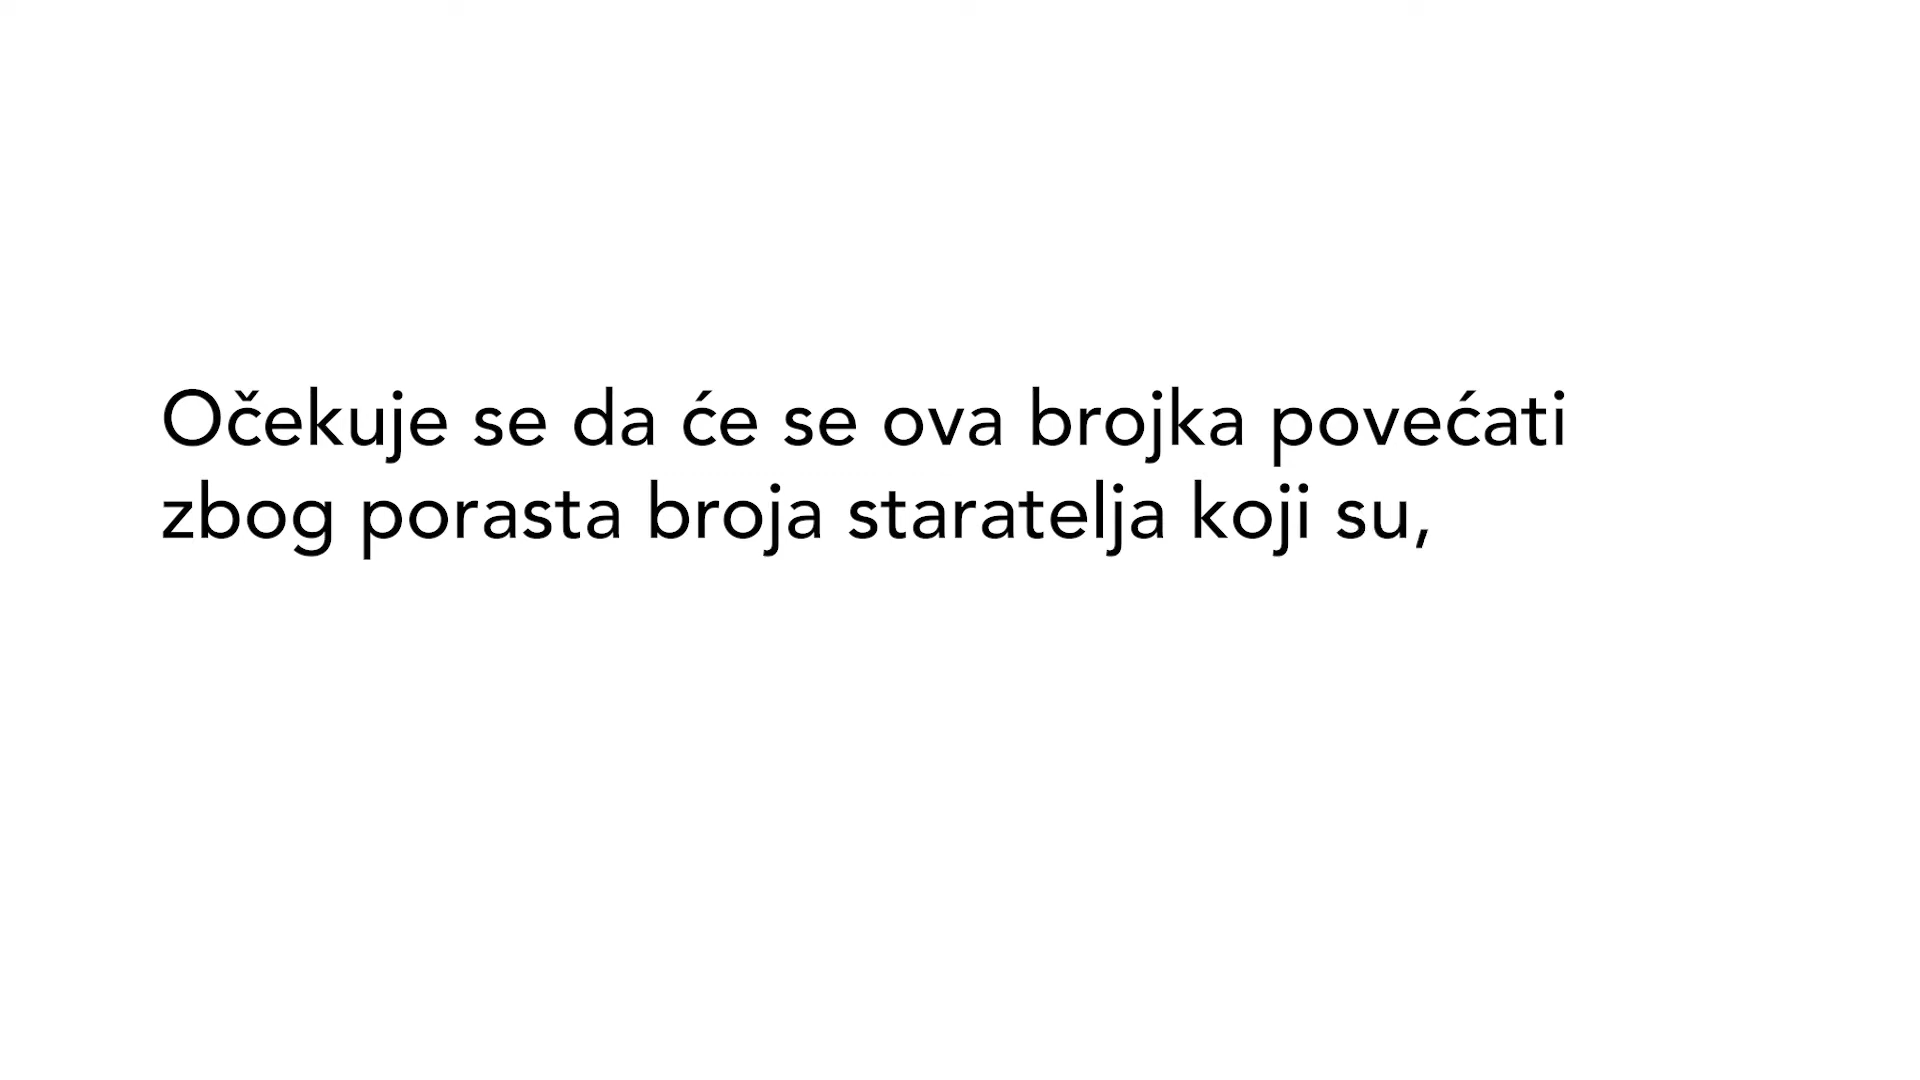 Očekuje se da će se ova brojka povećati
zbog porasta broja staratelja koji su,